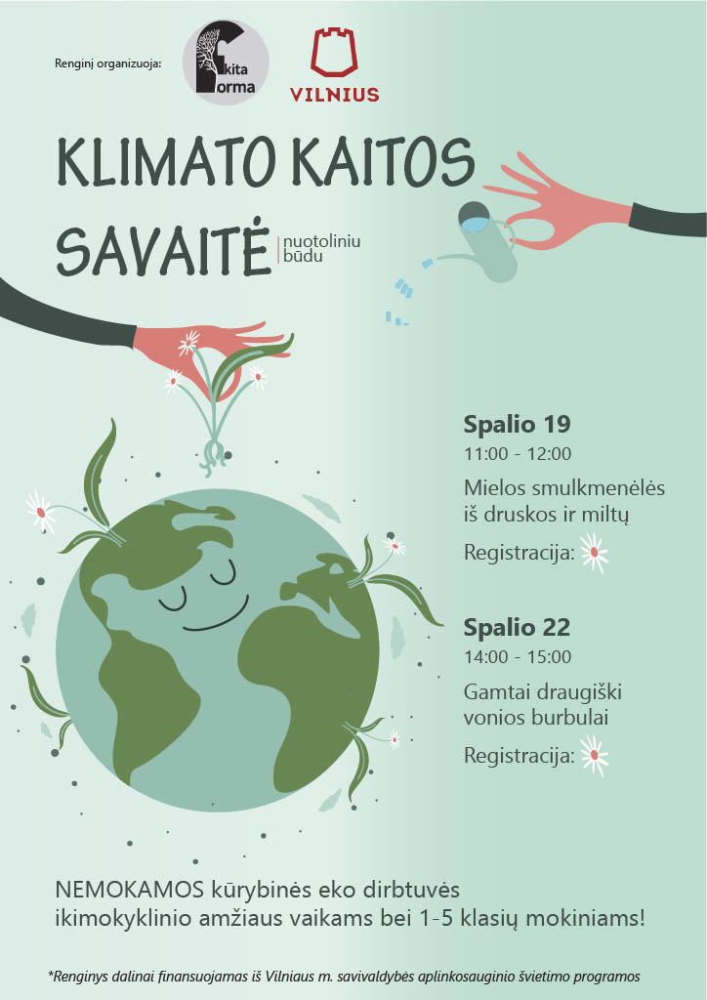 Renginį organizuoja:
kita
forma
VILNIUS
KLIMATO KAITOS
SAVAITĖ
nuotoliniu
būdu
Spalio 19
11:00 - 12:00
Mielos smulkmenėlės
iš druskos ir miltų
Registracija:
Spalio 22
14:00 - 15:00
Gamtai draugiški
vonios burbulai
Registracija:
NEMOKAMOS kūrybinės eko dirbtuvės
ikimokyklinio amžiaus vaikams bei 1-5 klasių mokiniams!
*Renginys dalinai finansuojamas iš Vilniaus m. savivaldybės aplinkosauginio švietimo programos